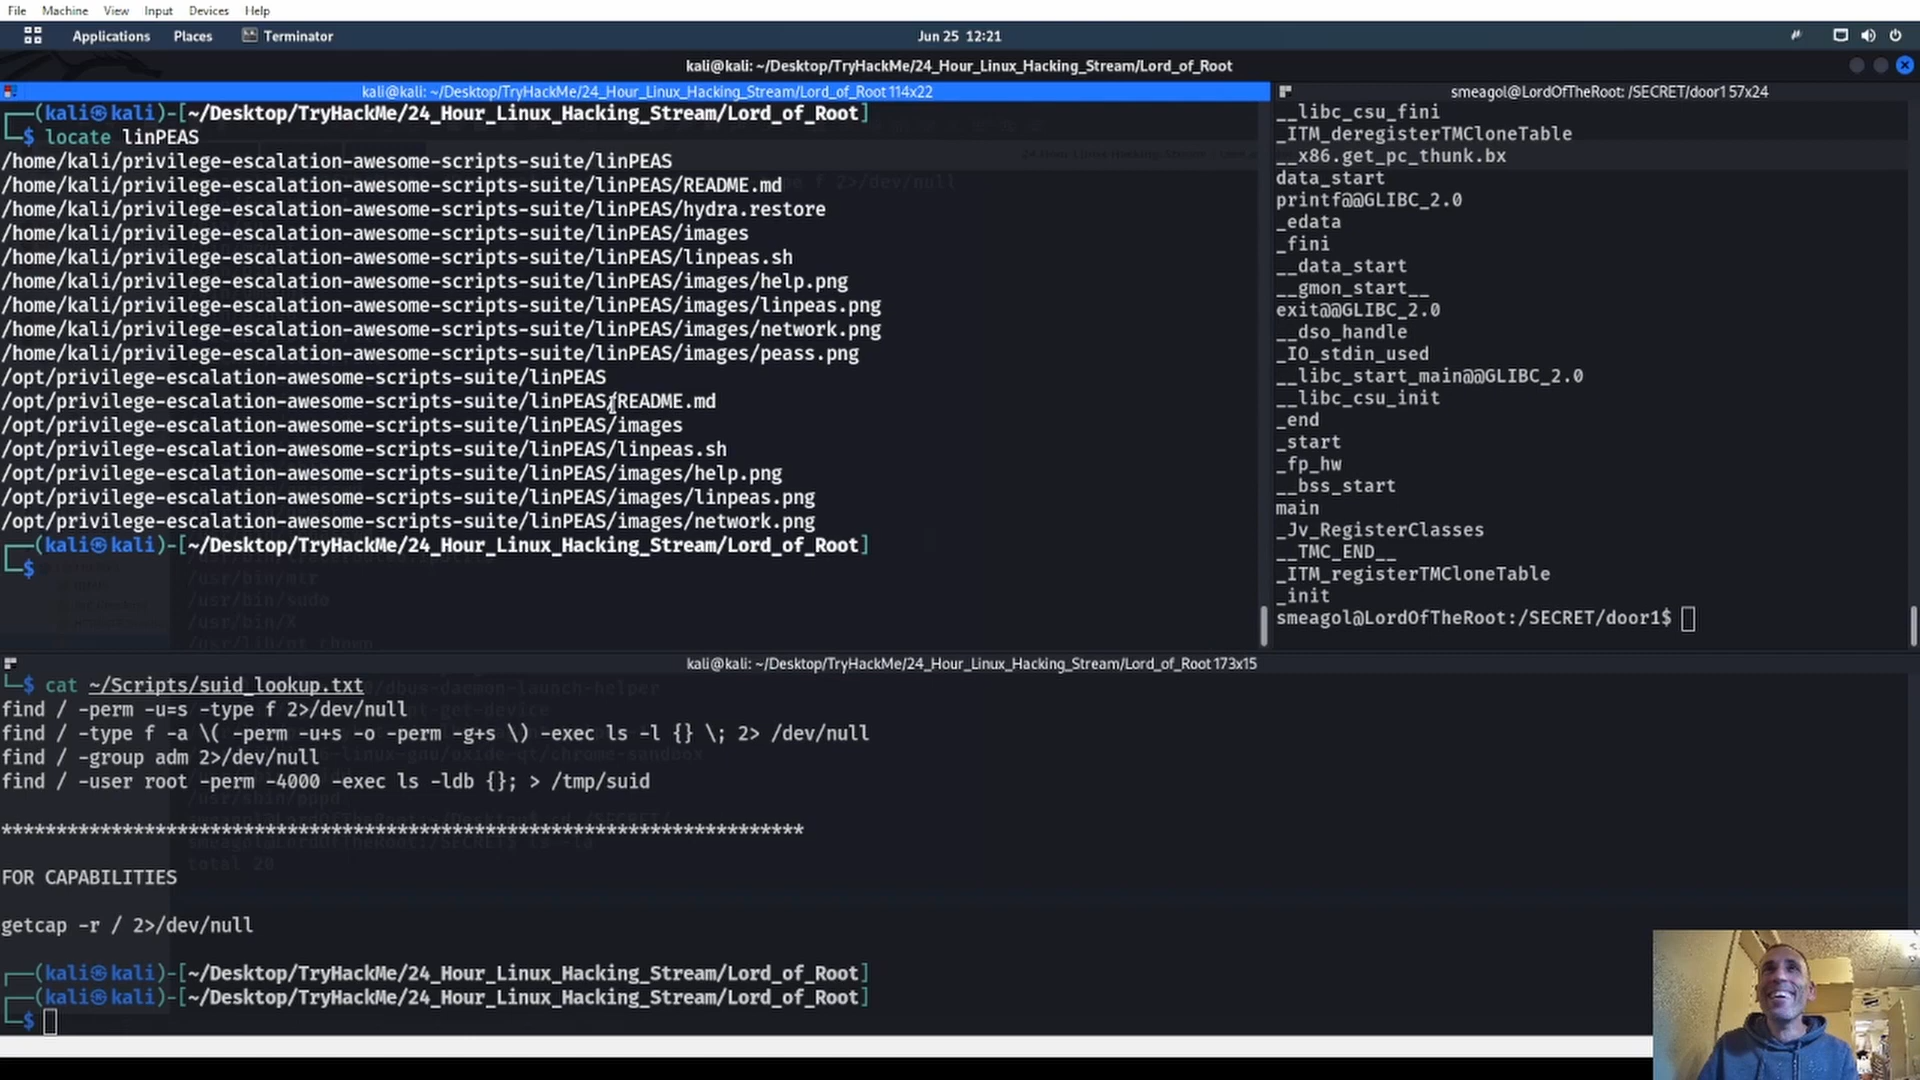 File Machine View Input Devices Help
Applications Places Terminator Jun 25 12:21
kali@kali: ~/Desktop/TryHackMe/24_Hour_Linux_Hacking_Stream/Lord_of_Root
kali@kali: ~/Desktop/TryHackMe/24_Hour_Linux_Hacking_Stream/Lord_of_Root 114x22
┌──(kali㉿kali)-[~/Desktop/TryHackMe/24_Hour_Linux_Hacking_Stream/Lord_of_Root]
└─$ locate linPEAS
/home/kali/privilege-escalation-awesome-scripts-suite/linPEAS
/home/kali/privilege-escalation-awesome-scripts-suite/linPEAS/README.md
/home/kali/privilege-escalation-awesome-scripts-suite/linPEAS/hydra.restore
/home/kali/privilege-escalation-awesome-scripts-suite/linPEAS/images
/home/kali/privilege-escalation-awesome-scripts-suite/linPEAS/linpeas.sh
/home/kali/privilege-escalation-awesome-scripts-suite/linPEAS/images/help.png
/home/kali/privilege-escalation-awesome-scripts-suite/linPEAS/images/linpeas.png
/home/kali/privilege-escalation-awesome-scripts-suite/linPEAS/images/network.png
/home/kali/privilege-escalation-awesome-scripts-suite/linPEAS/images/peass.png
/opt/privilege-escalation-awesome-scripts-suite/linPEAS
/opt/privilege-escalation-awesome-scripts-suite/linPEAS/README.md
/opt/privilege-escalation-awesome-scripts-suite/linPEAS/images
/opt/privilege-escalation-awesome-scripts-suite/linPEAS/linpeas.sh
/opt/privilege-escalation-awesome-scripts-suite/linPEAS/images/help.png
/opt/privilege-escalation-awesome-scripts-suite/linPEAS/images/linpeas.png
/opt/privilege-escalation-awesome-scripts-suite/linPEAS/images/network.png
┌──(kali㉿kali)-[~/Desktop/TryHackMe/24_Hour_Linux_Hacking_Stream/Lord_of_Root]
└─$
smeagol@LordOfTheRoot: /SECRET/door1 57x24
__libc_csu_fini
_ITM_deregisterTMCloneTable
__x86.get_pc_thunk.bx
data_start
printf@@GLIBC_2.0
_edata
_fini
__data_start
__gmon_start__
exit@@GLIBC_2.0
__dso_handle
_IO_stdin_used
__libc_start_main@@GLIBC_2.0
__libc_csu_init
_end
_start
_fp_hw
__bss_start
main
_Jv_RegisterClasses
__TMC_END__
_ITM_registerTMCloneTable
_init
smeagol@LordOfTheRoot:/SECRET/door1$
kali@kali: ~/Desktop/TryHackMe/24_Hour_Linux_Hacking_Stream/Lord_of_Root 173x15
└─$ cat ~/Scripts/suid_lookup.txt
find / -perm -u=s -type f 2>/dev/null
find / -type f -a \( -perm -u+s -o -perm -g+s \) -exec ls -l {} \; 2> /dev/null
find / -group adm 2>/dev/null
find / -user root -perm -4000 -exec ls -ldb {}; > /tmp/suid
*************************************************************************
FOR CAPABILITIES
getcap -r / 2>/dev/null
┌──(kali㉿kali)-[~/Desktop/TryHackMe/24_Hour_Linux_Hacking_Stream/Lord_of_Root]
┌──(kali㉿kali)-[~/Desktop/TryHackMe/24_Hour_Linux_Hacking_Stream/Lord_of_Root]
└─$